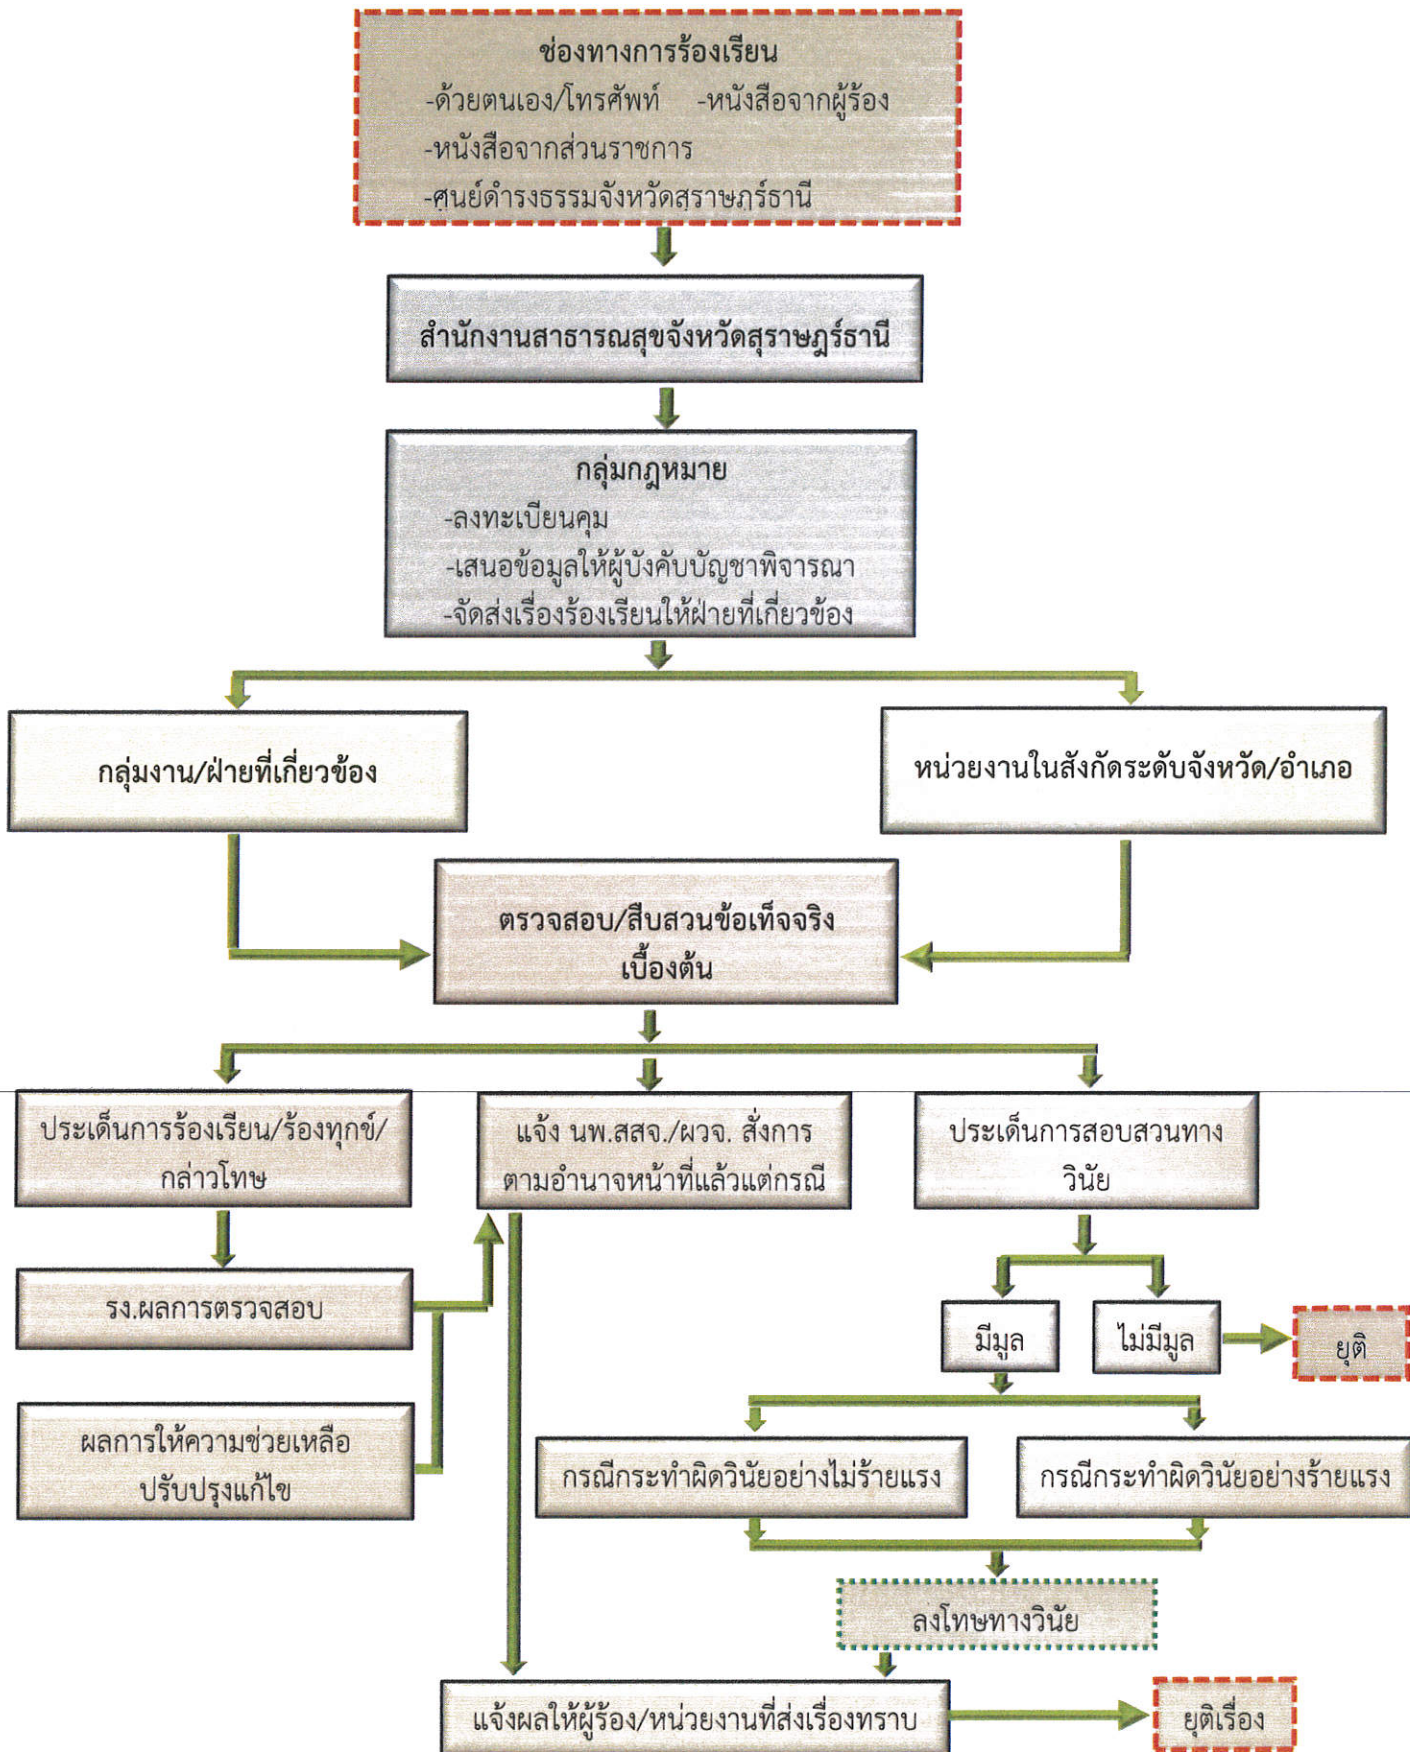 ช่องทางการร้องเรียน
-ด้วยตนเอง/โทรศัพท์ -หนังสือจากผู้ร้อง
-หนังสือจากส่วนราชการ
-ศูนย์ดำรงธรรมจังหวัดสุราษฎร์ธานี
สำนักงานสาธารณสุขจังหวัดสุราษฎร์ธานี
กลุ่มกฎหมาย
-ลงทะเบียนคุม
-เสนอข้อมูลให้ผู้บังคับบัญชาพิจารณา
-จัดส่งเรื่องร้องเรียนให้ฝ่ายที่เกี่ยวข้อง
กลุ่มงาน/ฝ่ายที่เกี่ยวข้อง
หน่วยงานในสังกัดระดับจังหวัด/อำเภอ
ตรวจสอบ/สืบสวนข้อเท็จจริง
เบื้องต้น
ประเด็นการร้องเรียน/ร้องทุกข์/
กล่าวโทษ
แจ้ง นพ.สสจ./ผวจ. สั่งการ
ตามอำนาจหน้าที่แล้วแต่กรณี
ประเด็นการสอบสวนทาง
วินัย
รง.ผลการตรวจสอบ
มีมูล
ไม่มีมูล
ยุติ
ผลการให้ความช่วยเหลือ
ปรับปรุงแก้ไข
กรณีกระทำผิดวินัยอย่างไม่ร้ายแรง
กรณีกระทำผิดวินัยอย่างร้ายแรง
ลงโทษทางวินัย
แจ้งผลให้ผู้ร้อง/หน่วยงานที่ส่งเรื่องทราบ
ยุติเรื่อง